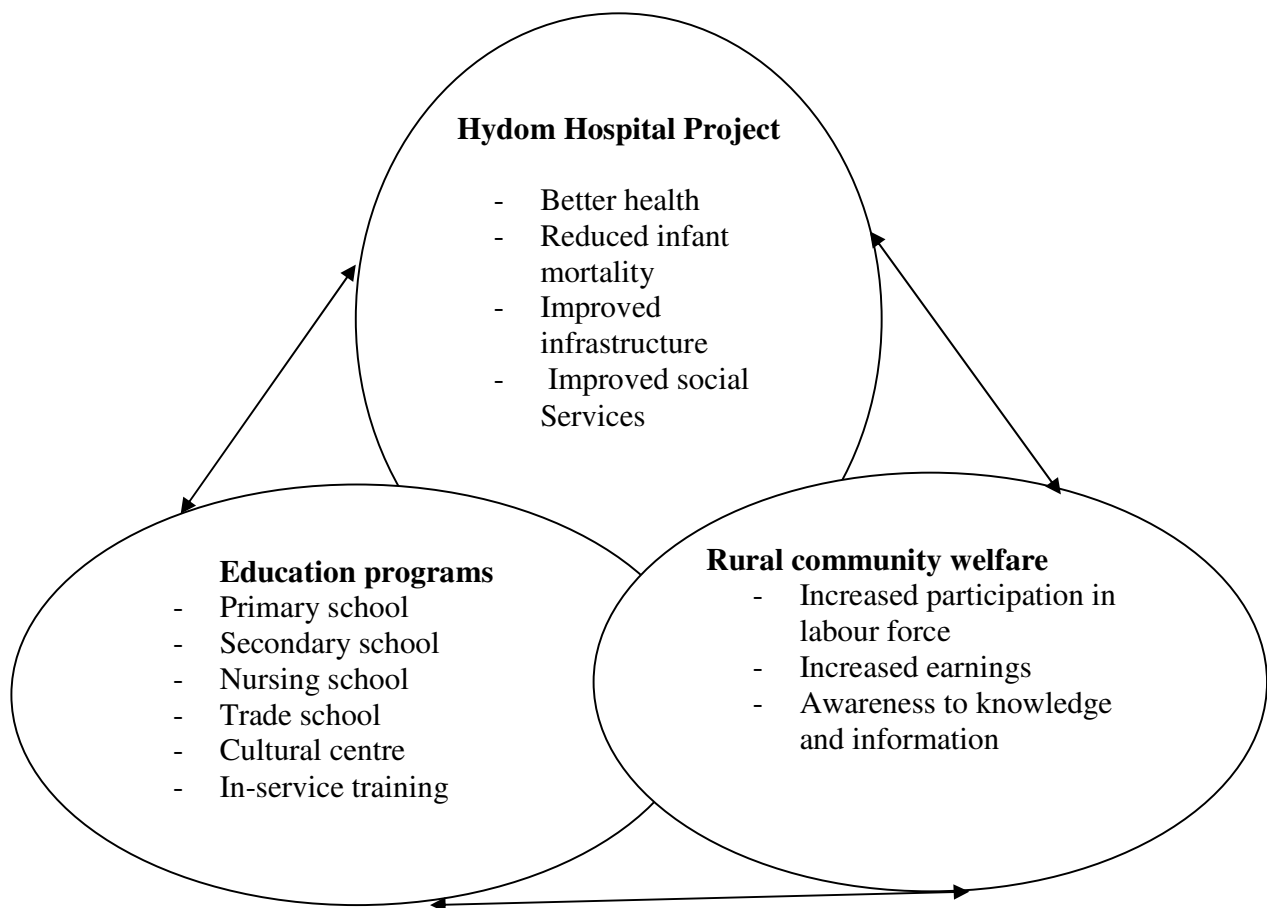 Hydom Hospital Project
- Better health
- Reduced infant
mortality
- Improved
infrastructure
- Improved social
Services
Education programs
- Primary school
- Secondary school
- Nursing school
- Trade school
- Cultural centre
- In-service training
Rural community welfare
- Increased participation in
labour force
- Increased earnings
- Awareness to knowledge
and information